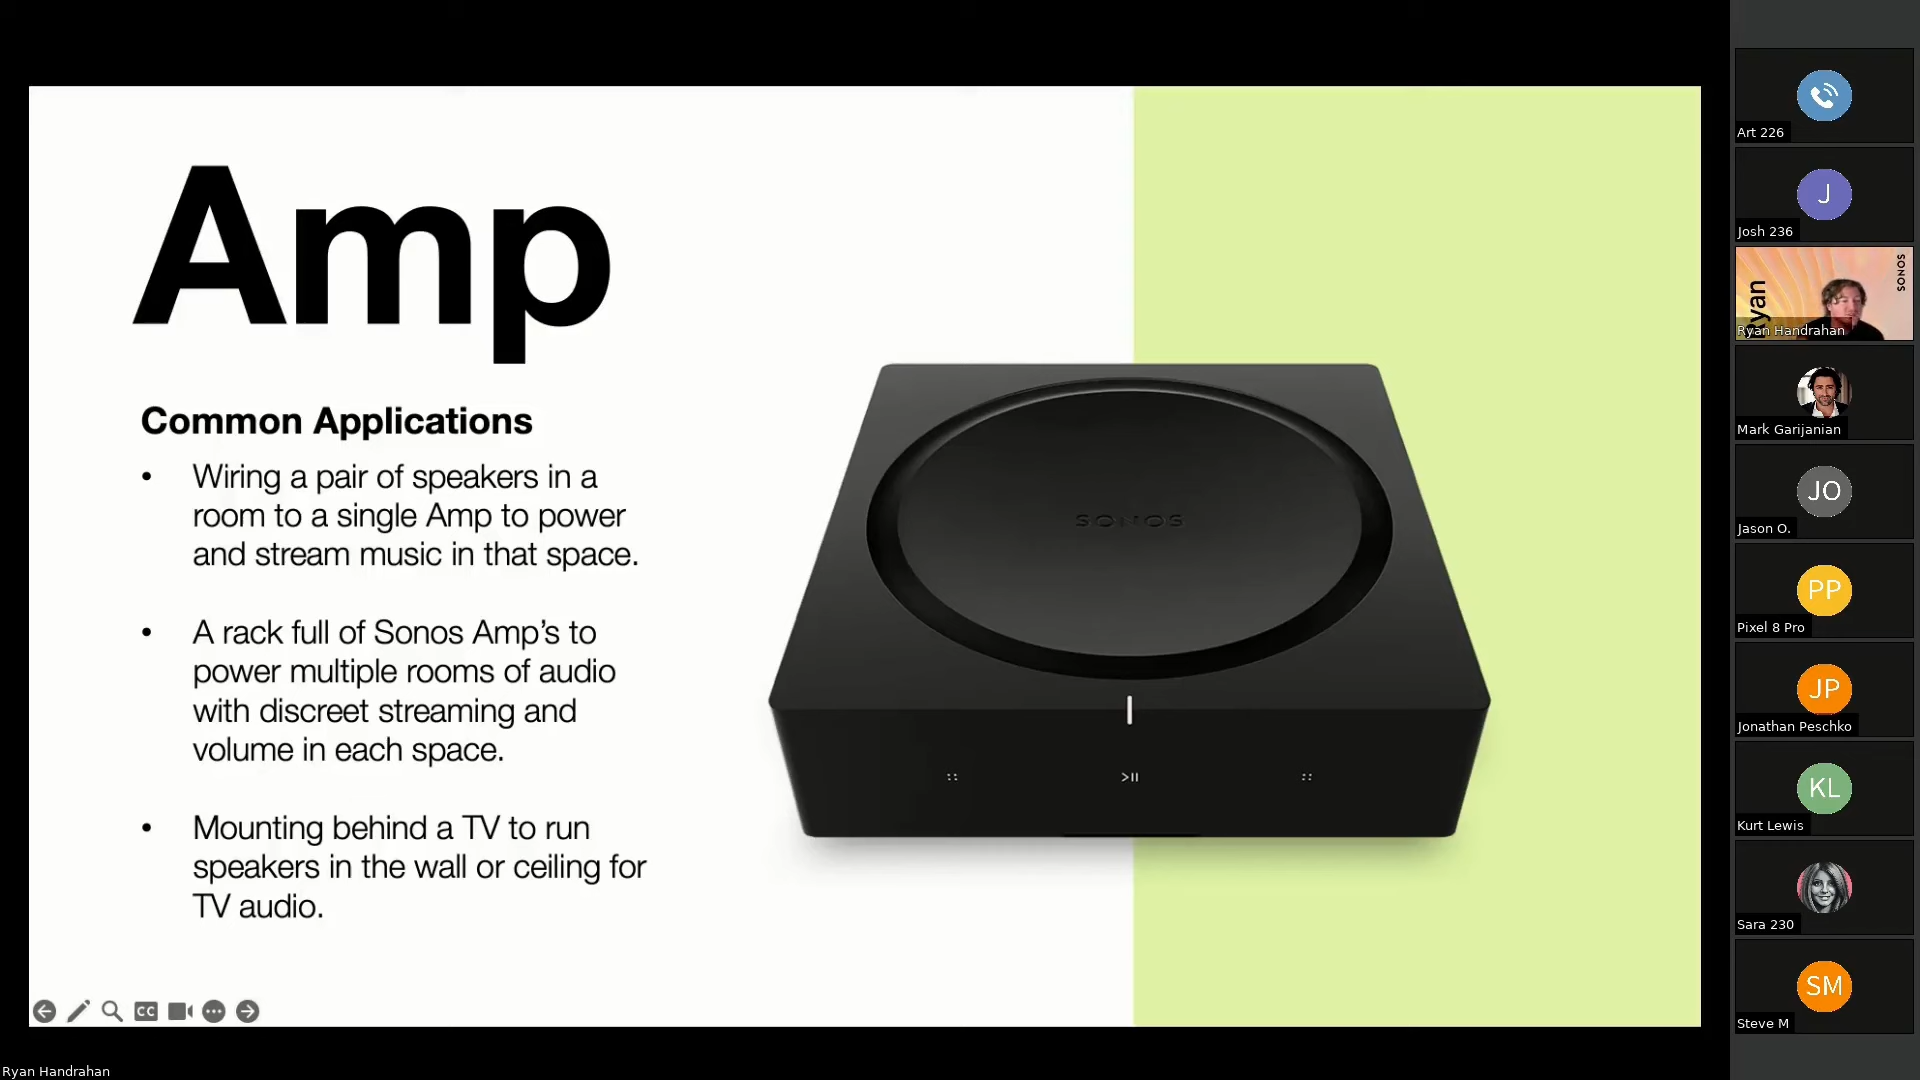 Amp
Common Applications
• Wiring a pair of speakers in a
room to a single Amp to power
and stream music in that space.
• A rack full of Sonos Amp’s to
power multiple rooms of audio
with discreet streaming and
volume in each space.
• Mounting behind a TV to run
speakers in the wall or ceiling for
TV audio.
SONOS
CC
Art 226
J
Josh 236
Ryan
SONOS
Ryan Handrahan
Mark Garijanian
JO
Jason O.
PP
Pixel 8 Pro
JP
Jonathan Peschko
KL
Kurt Lewis
Sara 230
SM
Steve M
Ryan Handrahan